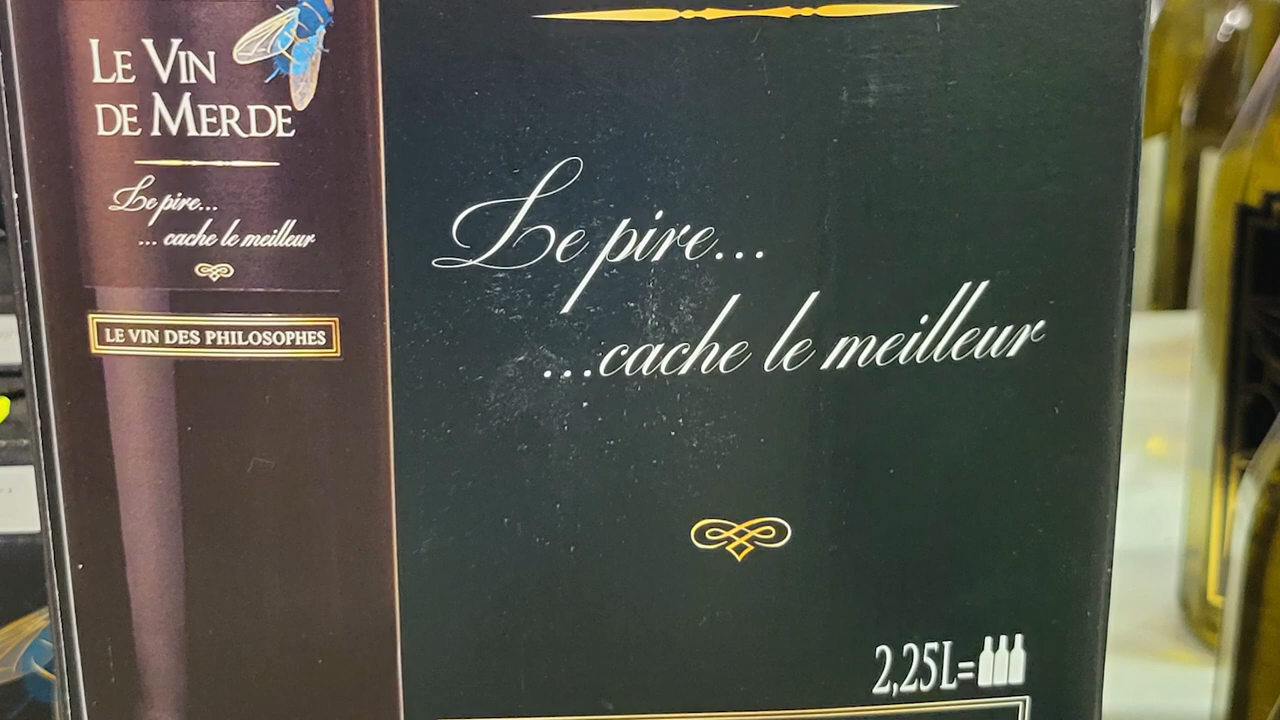 LE VIN
DE MERDE
Le pire...
... cache le meilleur
LE VIN DES PHILOSOPHES
Le pire...
...cache le meilleur
2,25L=